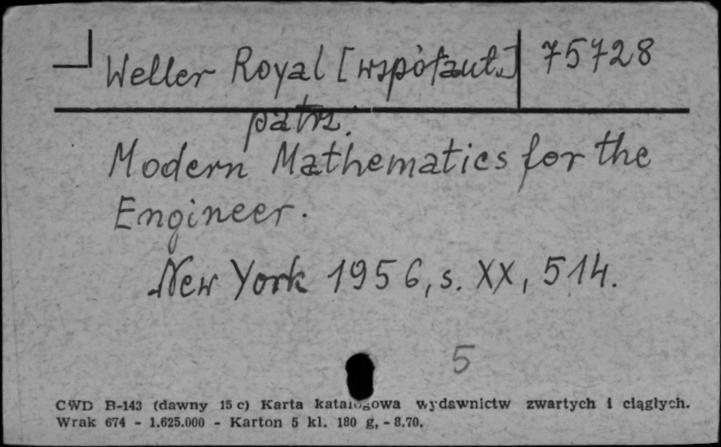 Weller Royal [współaut.] 75728
patrz:
Modern Mathematics for the
Engineer.
New York 1956, s. XX, 514.
5
CWD B-143 (dawny 15 c) Karta katalogowa wydawnictw zwartych i ciągłych.
Wrak 674 - 1.625.000 - Karton 5 kl. 180 g, - 8.70.